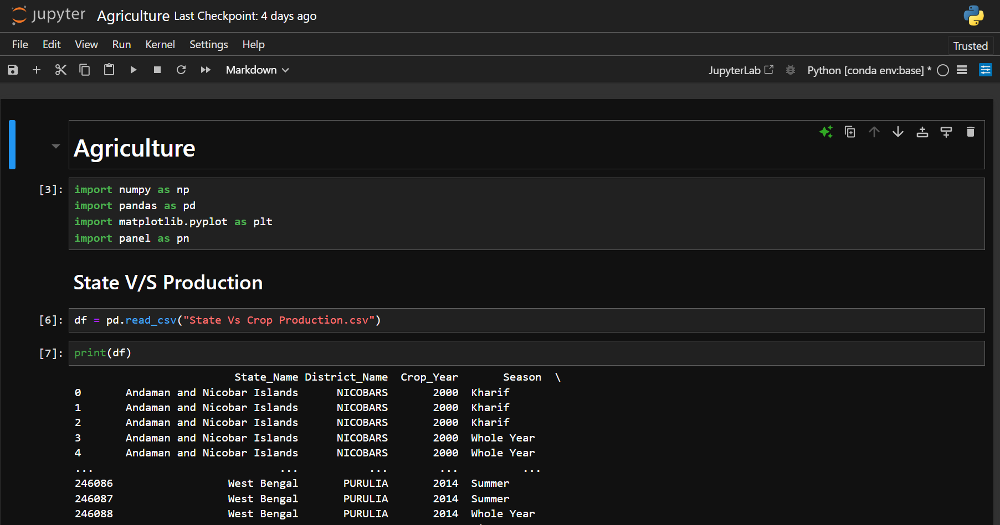 jupyter Agriculture Last Checkpoint: 4 days ago
File Edit View Run Kernel Settings Help Trusted
Markdown JupyterLab Python [conda env:base] *
Agriculture
[3]: import numpy as np
import pandas as pd
import matplotlib.pyplot as plt
import panel as pn
State V/S Production
[6]: df = pd.read_csv("State Vs Crop Production.csv")
[7]: print(df)
State_Name District_Name Crop_Year Season \
0 Andaman and Nicobar Islands NICOBARS 2000 Kharif
1 Andaman and Nicobar Islands NICOBARS 2000 Kharif
2 Andaman and Nicobar Islands NICOBARS 2000 Kharif
3 Andaman and Nicobar Islands NICOBARS 2000 Whole Year
4 Andaman and Nicobar Islands NICOBARS 2000 Whole Year
... ... ... ... ...
246086 West Bengal PURULIA 2014 Summer
246087 West Bengal PURULIA 2014 Summer
246088 West Bengal PURULIA 2014 Whole Year